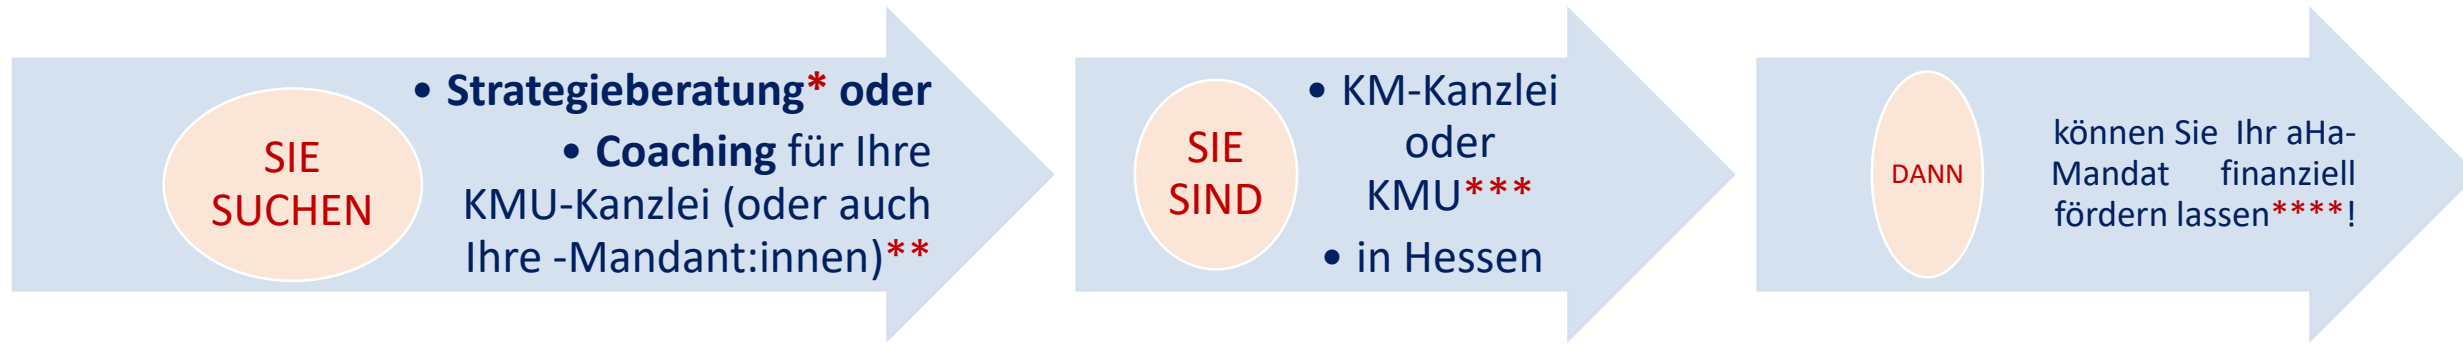 SIE
SUCHEN
• Strategieberatung* oder
• Coaching für Ihre
KMU-Kanzlei (oder auch
Ihre -Mandant:innen)**
SIE
SIND
• KM-Kanzlei
oder
KMU***
• in Hessen
DANN
können Sie Ihr aHa-
Mandat finanziell
fördern lassen****!